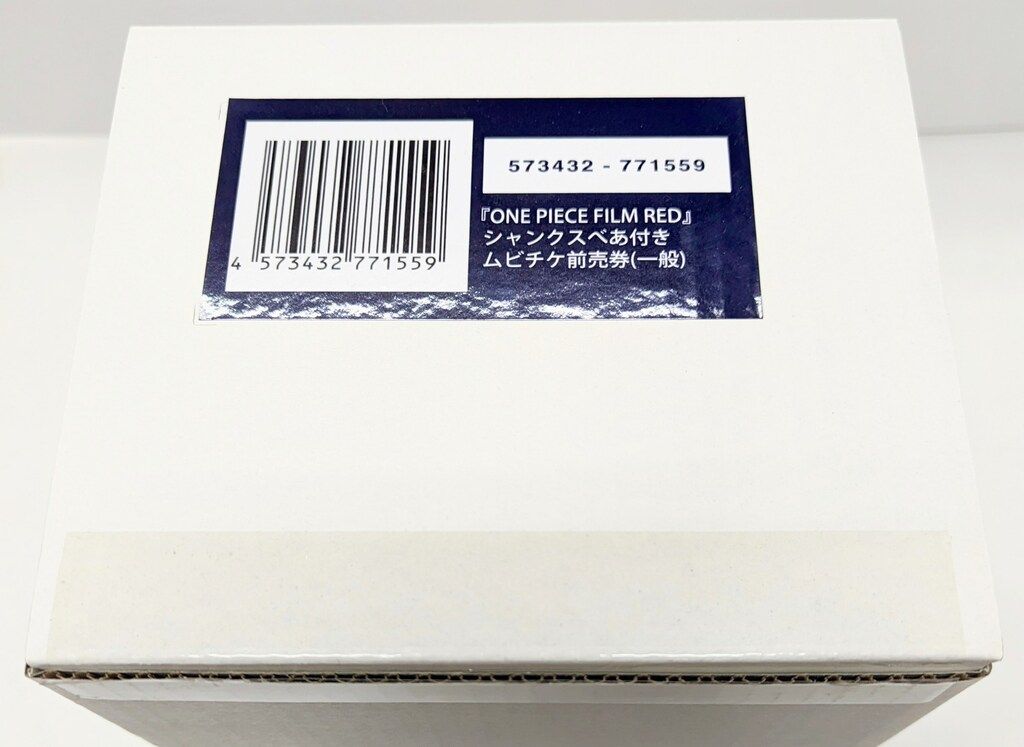 4 573432 771559
573432 - 771559
『ONE PIECE FILM RED』
シャンクスべあ付き
ムビチケ前売券(一般)